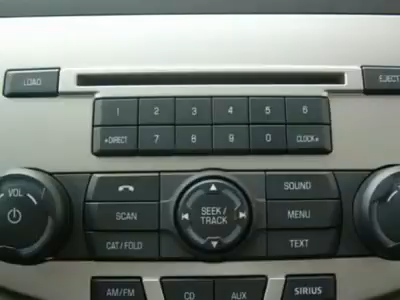 LOAD
EJECT
1 2 3 4 5 6
DIRECT 7 8 9 0 CLOCK
VOL
SOUND
SCAN
SEEK /
TRACK
MENU
CAT / FOLD
TEXT
AM/FM
CD
AUX
SIRIUS